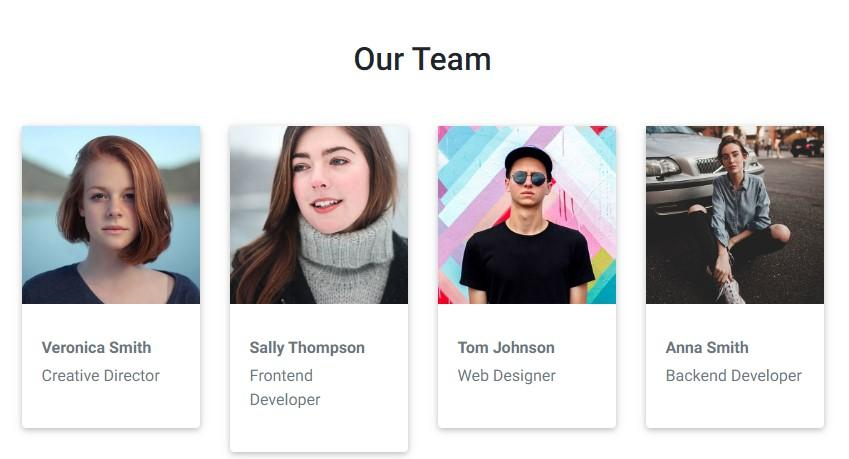 Our Team
Veronica Smith
Creative Director
Sally Thompson
Frontend
Developer
Tom Johnson
Web Designer
Anna Smith
Backend Developer